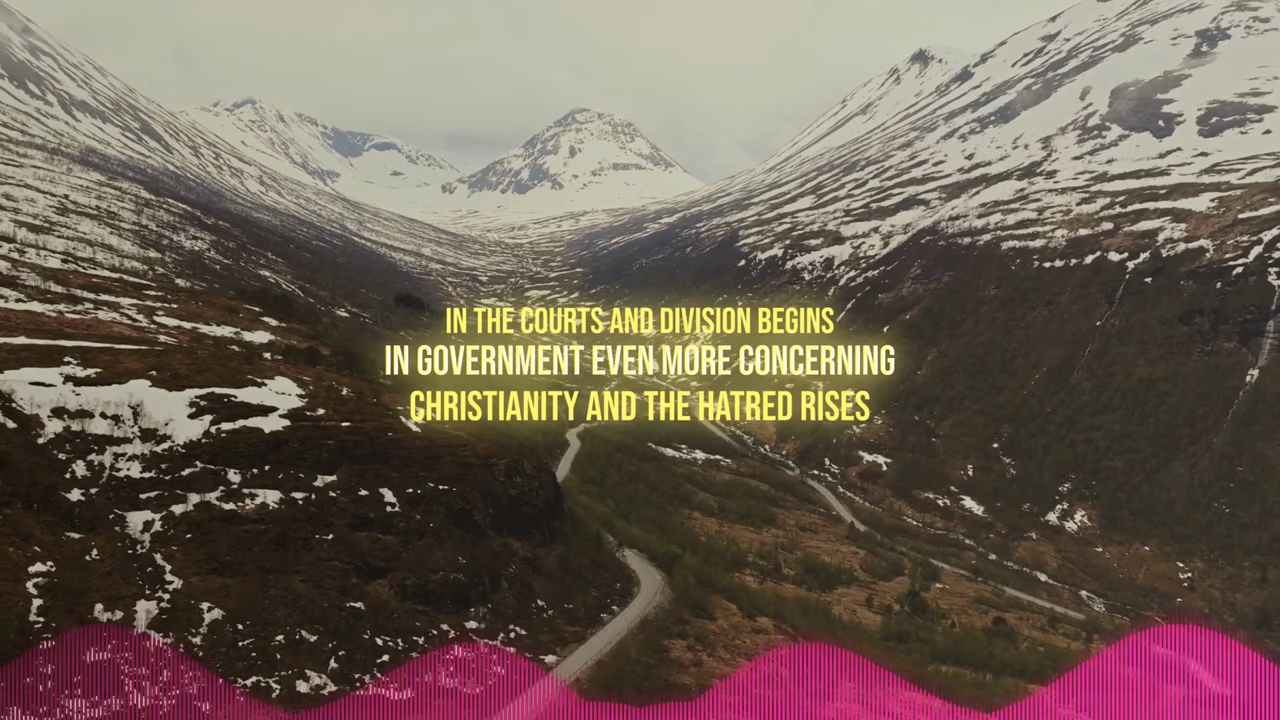 IN THE COURTS AND DIVISION BEGINS
IN GOVERNMENT EVEN MORE CONCERNING
CHRISTIANITY AND THE HATRED RISES